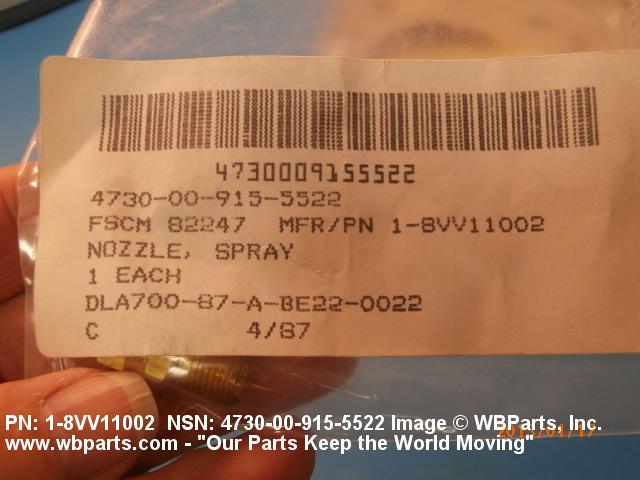 4730009155522
4730-00-915-5522
FSCM 82247 MFR/PN 1-8VV11002
NOZZLE, SPRAY
1 EACH
DLA700-87-A-BE22-0022
C 4/87
PN: 1-8VV11002 NSN: 4730-00-915-5522 Image © WBParts, Inc.
www.wbparts.com - "Our Parts Keep the World Moving"